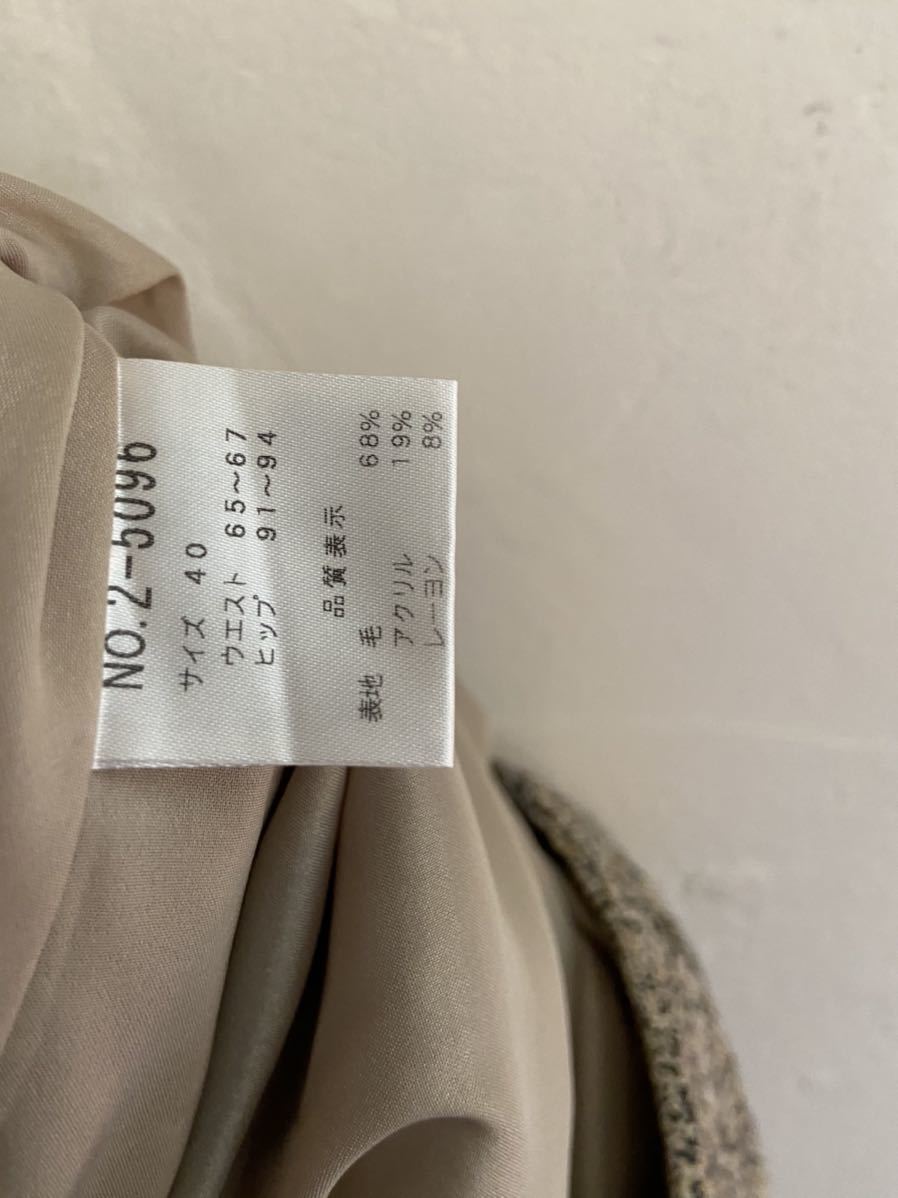 NO.2-5096
サイズ 40
ウエスト 65～67
ヒップ 91～94
品質表示
表地 毛 68%
アクリル 19%
レーヨン 8%